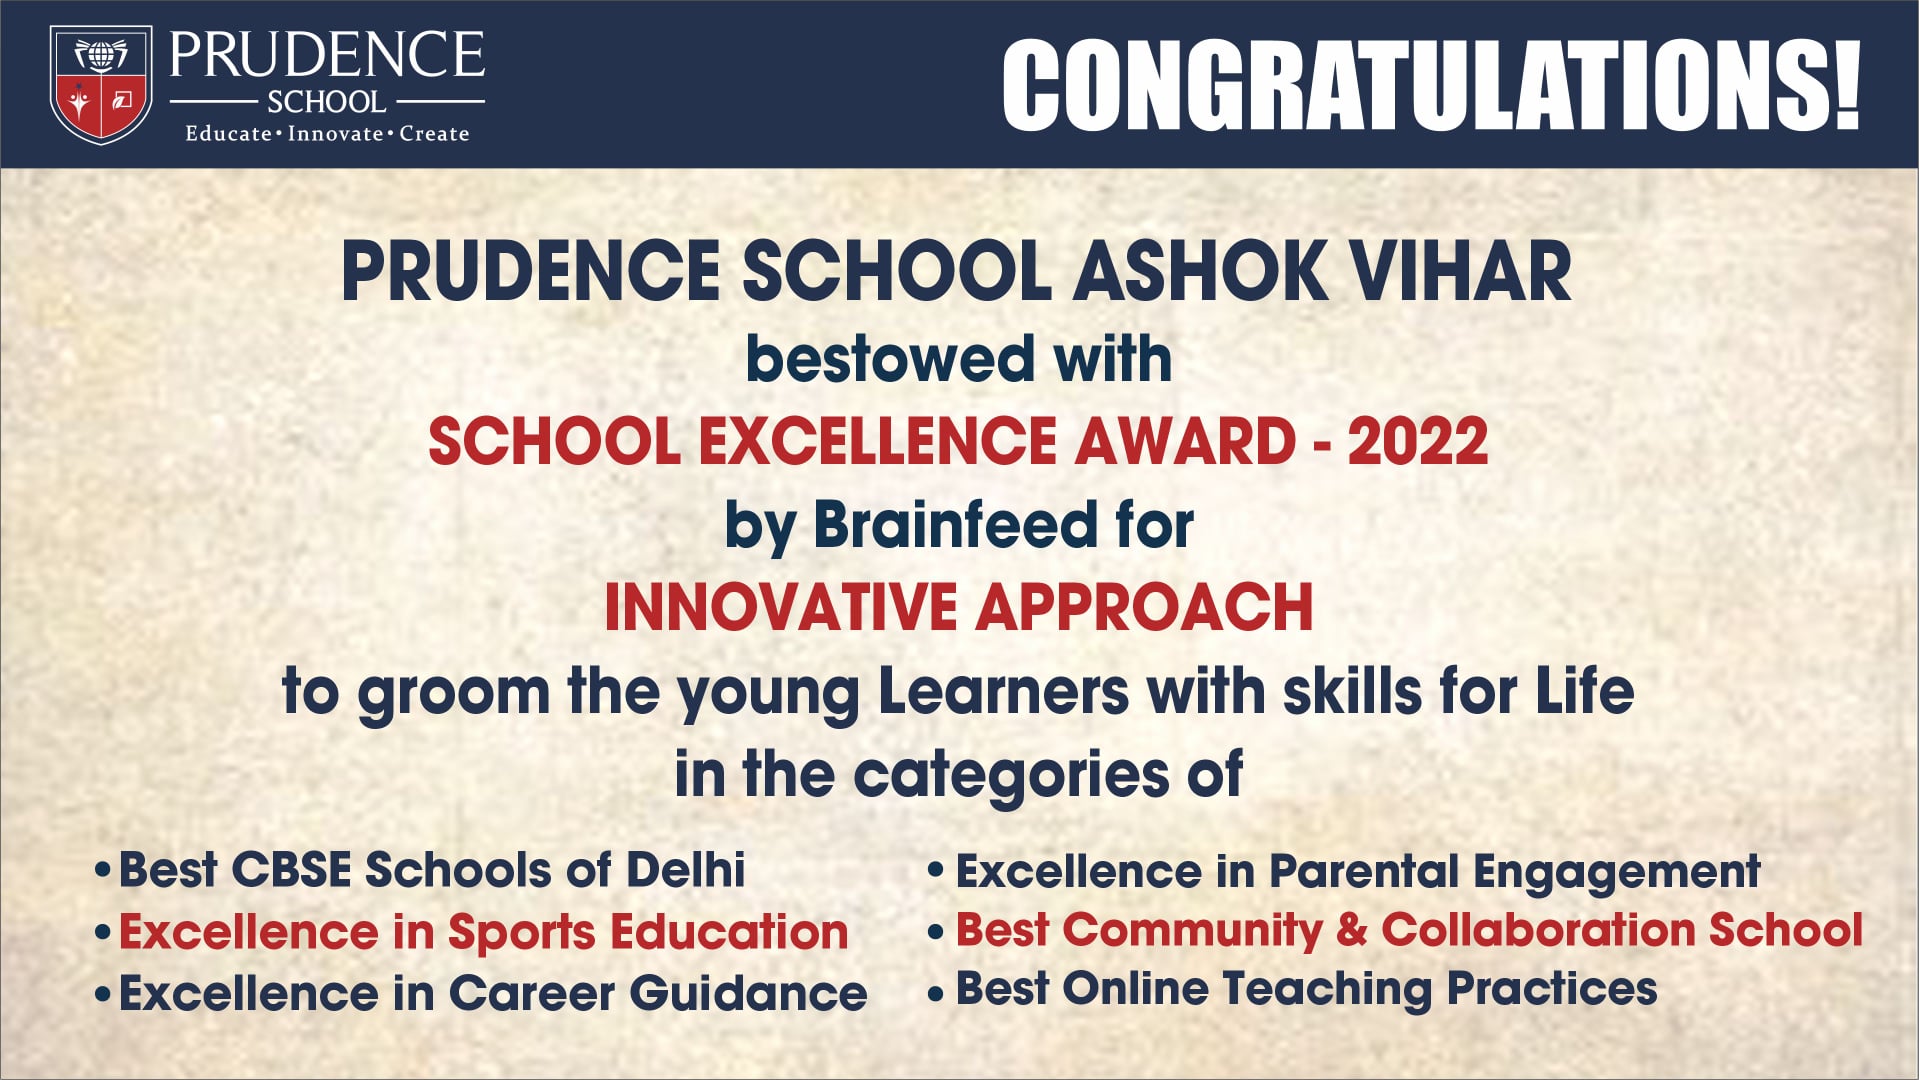 PRUDENCE
SCHOOL
Educate • Innovate • Create
CONGRATULATIONS!
PRUDENCE SCHOOL ASHOK VIHAR
bestowed with
SCHOOL EXCELLENCE AWARD - 2022
by Brainfeed for
INNOVATIVE APPROACH
to groom the young Learners with skills for Life
in the categories of
•Best CBSE Schools of Delhi
•Excellence in Sports Education
•Excellence in Career Guidance
• Excellence in Parental Engagement
• Best Community & Collaboration School
• Best Online Teaching Practices